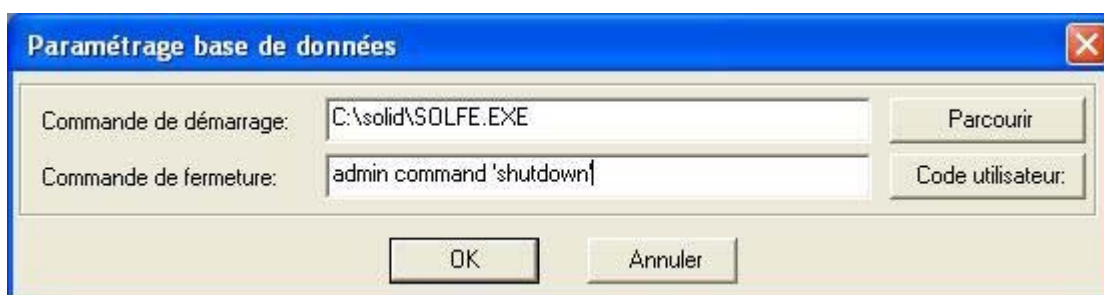 Paramétrage base de données
Commande de démarrage: C:\solid\SOLFE.EXE Parcourir
Commande de fermeture: admin command 'shutdown' Code utilisateur:
OK Annuler